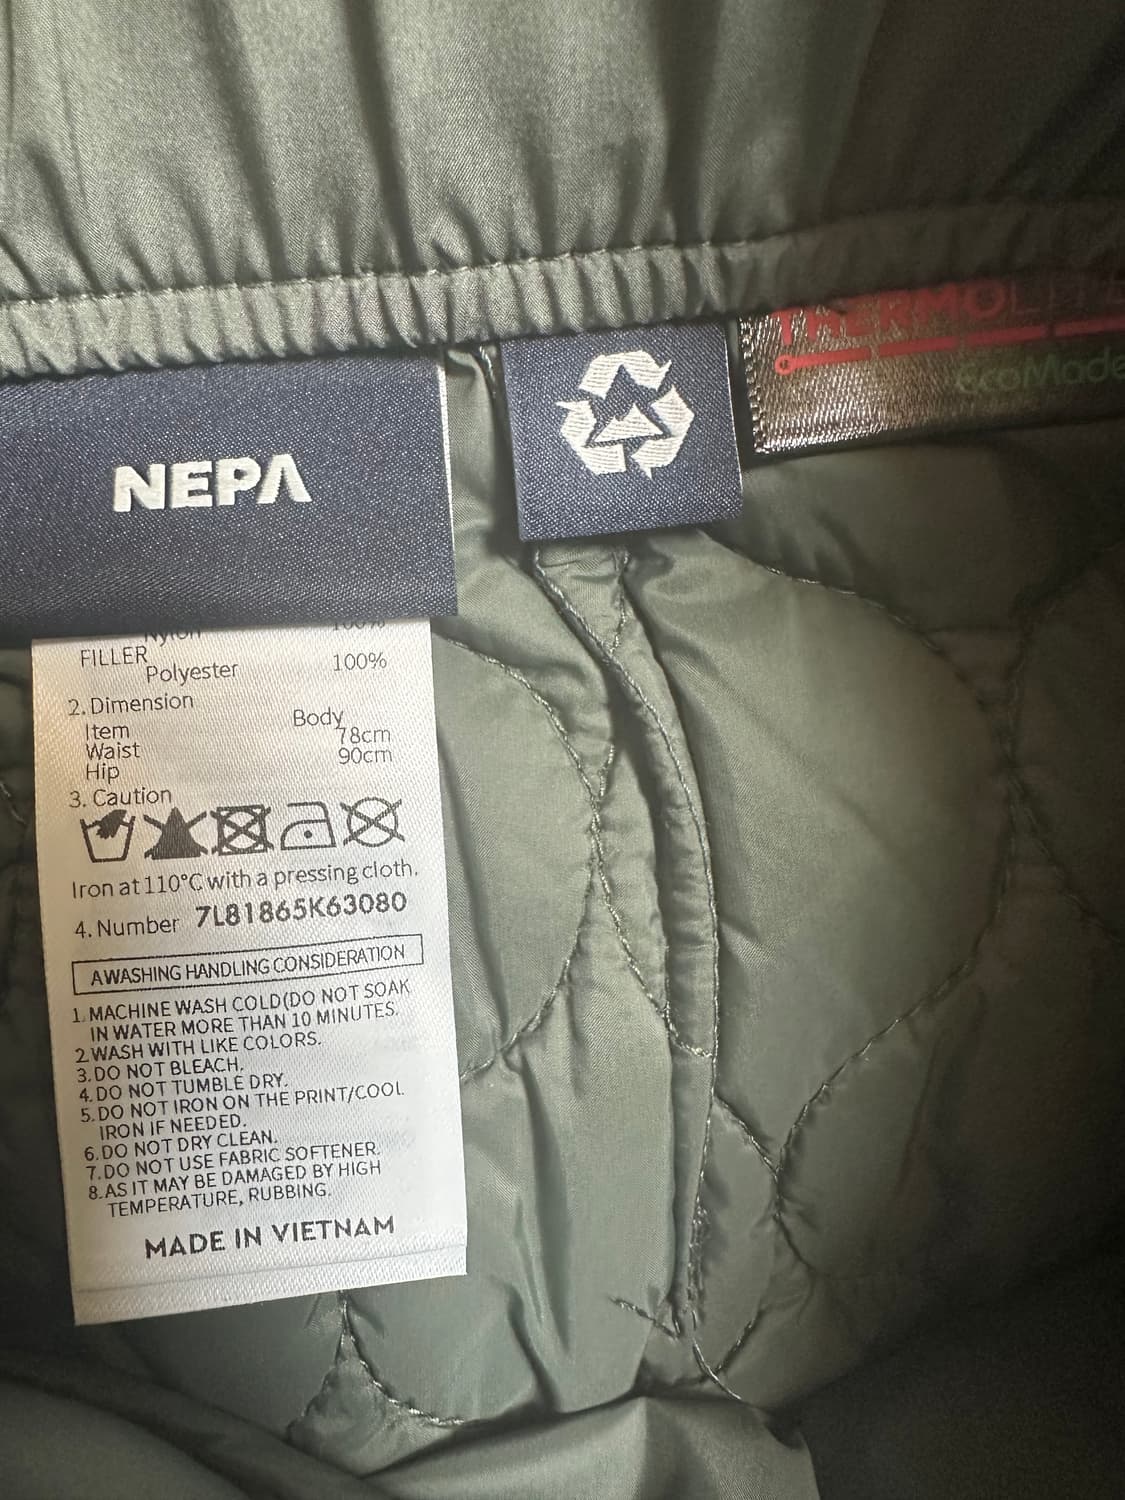 THERMOLITE
EcoMade
NEPA
Nylon 100%
FILLER
Polyester 100%
2. Dimension
Item Body
Waist 78cm
Hip 90cm
3. Caution
Iron at 110°C with a pressing cloth.
4. Number 7L81865K63080
A WASHING HANDLING CONSIDERATION
1. MACHINE WASH COLD(DO NOT SOAK
IN WATER MORE THAN 10 MINUTES.
2. WASH WITH LIKE COLORS.
3. DO NOT BLEACH.
4. DO NOT TUMBLE DRY.
5. DO NOT IRON ON THE PRINT/COOL
IRON IF NEEDED.
6. DO NOT DRY CLEAN.
7. DO NOT USE FABRIC SOFTENER.
8. AS IT MAY BE DAMAGED BY HIGH
TEMPERATURE, RUBBING.
MADE IN VIETNAM